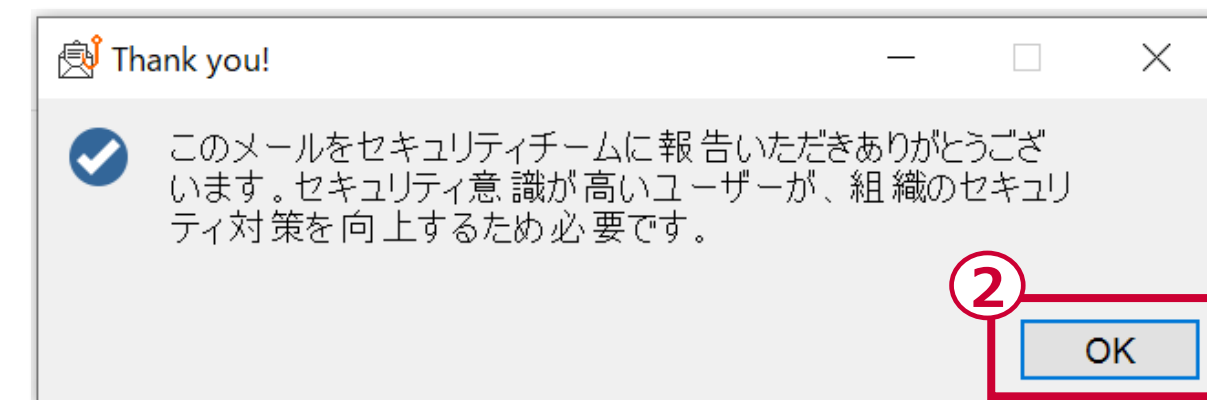 Thank you!
このメールをセキュリティチームに報告いただきありがとうござ
います。セキュリティ意識が高いユーザーが、組織のセキュリ
ティ対策を向上するため必要です。
②
OK